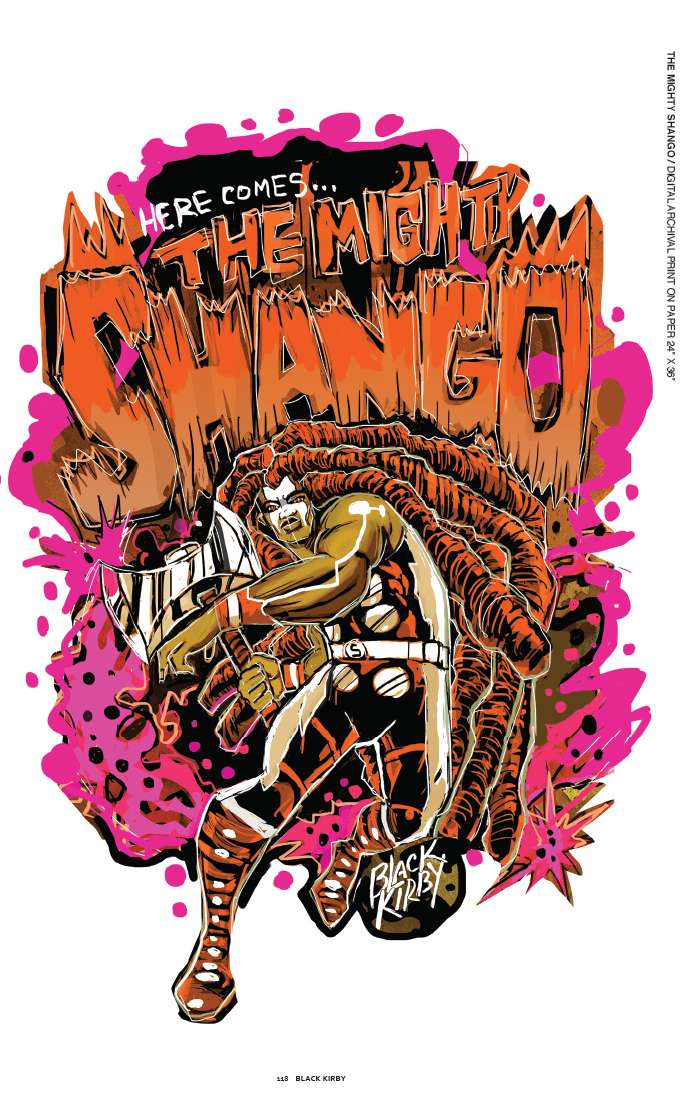 HERE COMES...
THE MIGHTY
SHANGO
S
BLACK
KIRBY
THE MIGHTY SHANGO / DIGITAL ARCHIVAL PRINT ON PAPER 24" X 36"
118 BLACK KIRBY